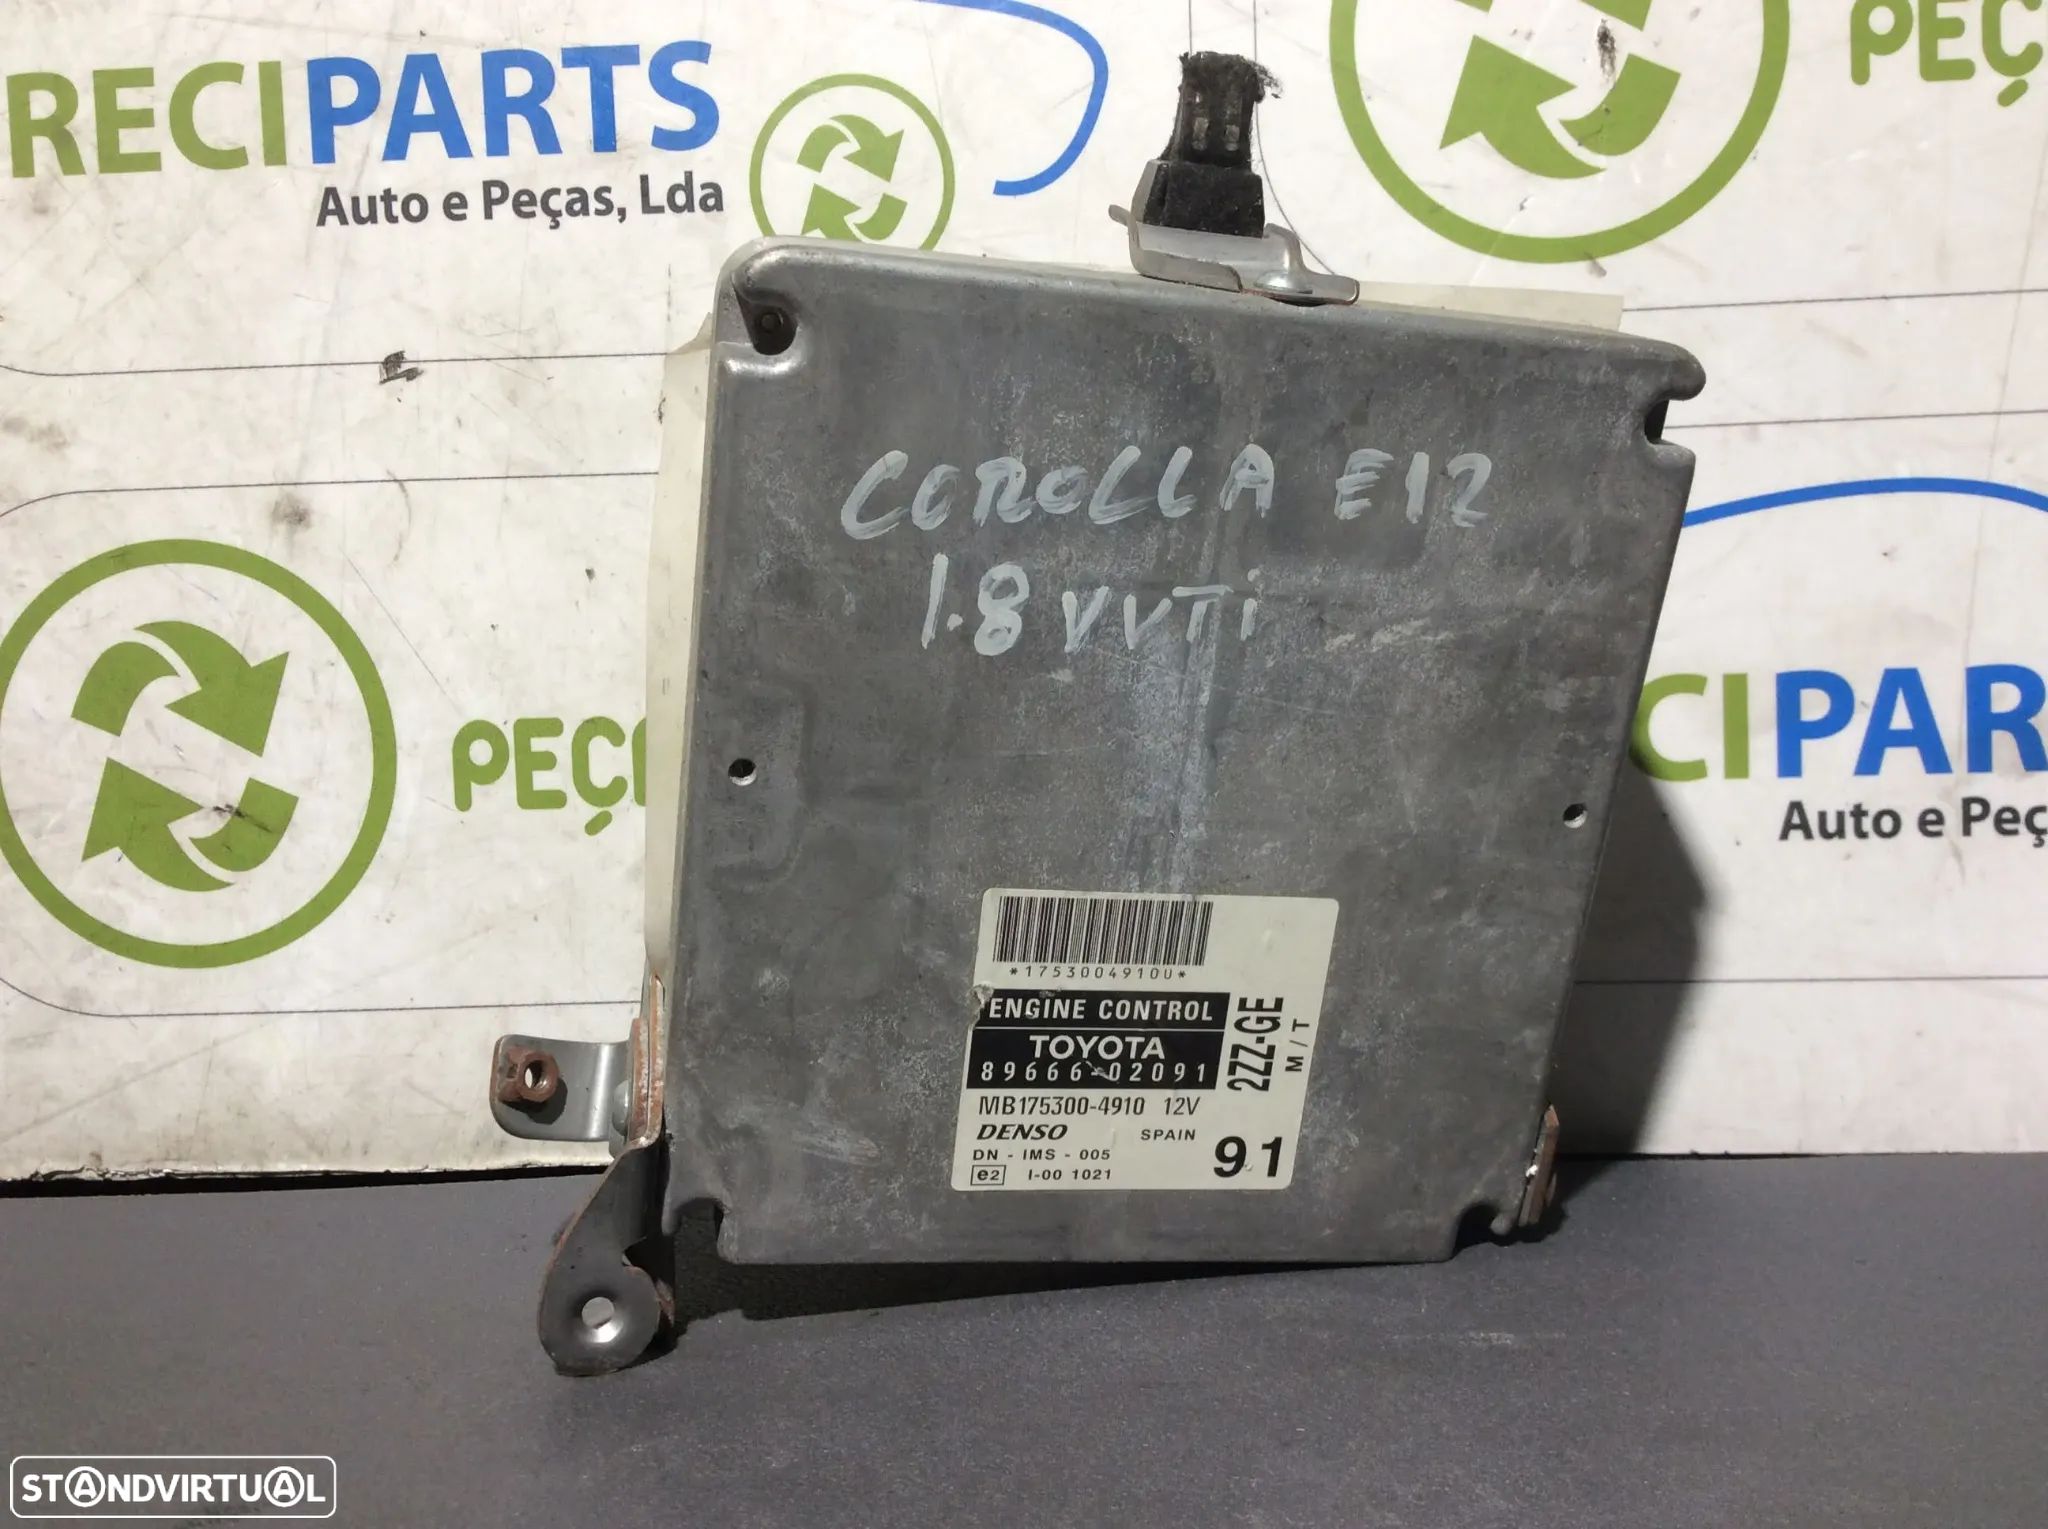 RECIPARTS
Auto e Peças, Lda
PEÇ
COROLLA E12
1.8 VVTi
PEÇ
CIPAR
Auto e Peç
*1753004910U*
ENGINE CONTROL
TOYOTA
89666-02091
2ZZ-GE
M/T
MB175300-4910 12V
DENSO SPAIN
DN - IMS - 005
e2 I-00 1021
91
STANDVIRTUAL